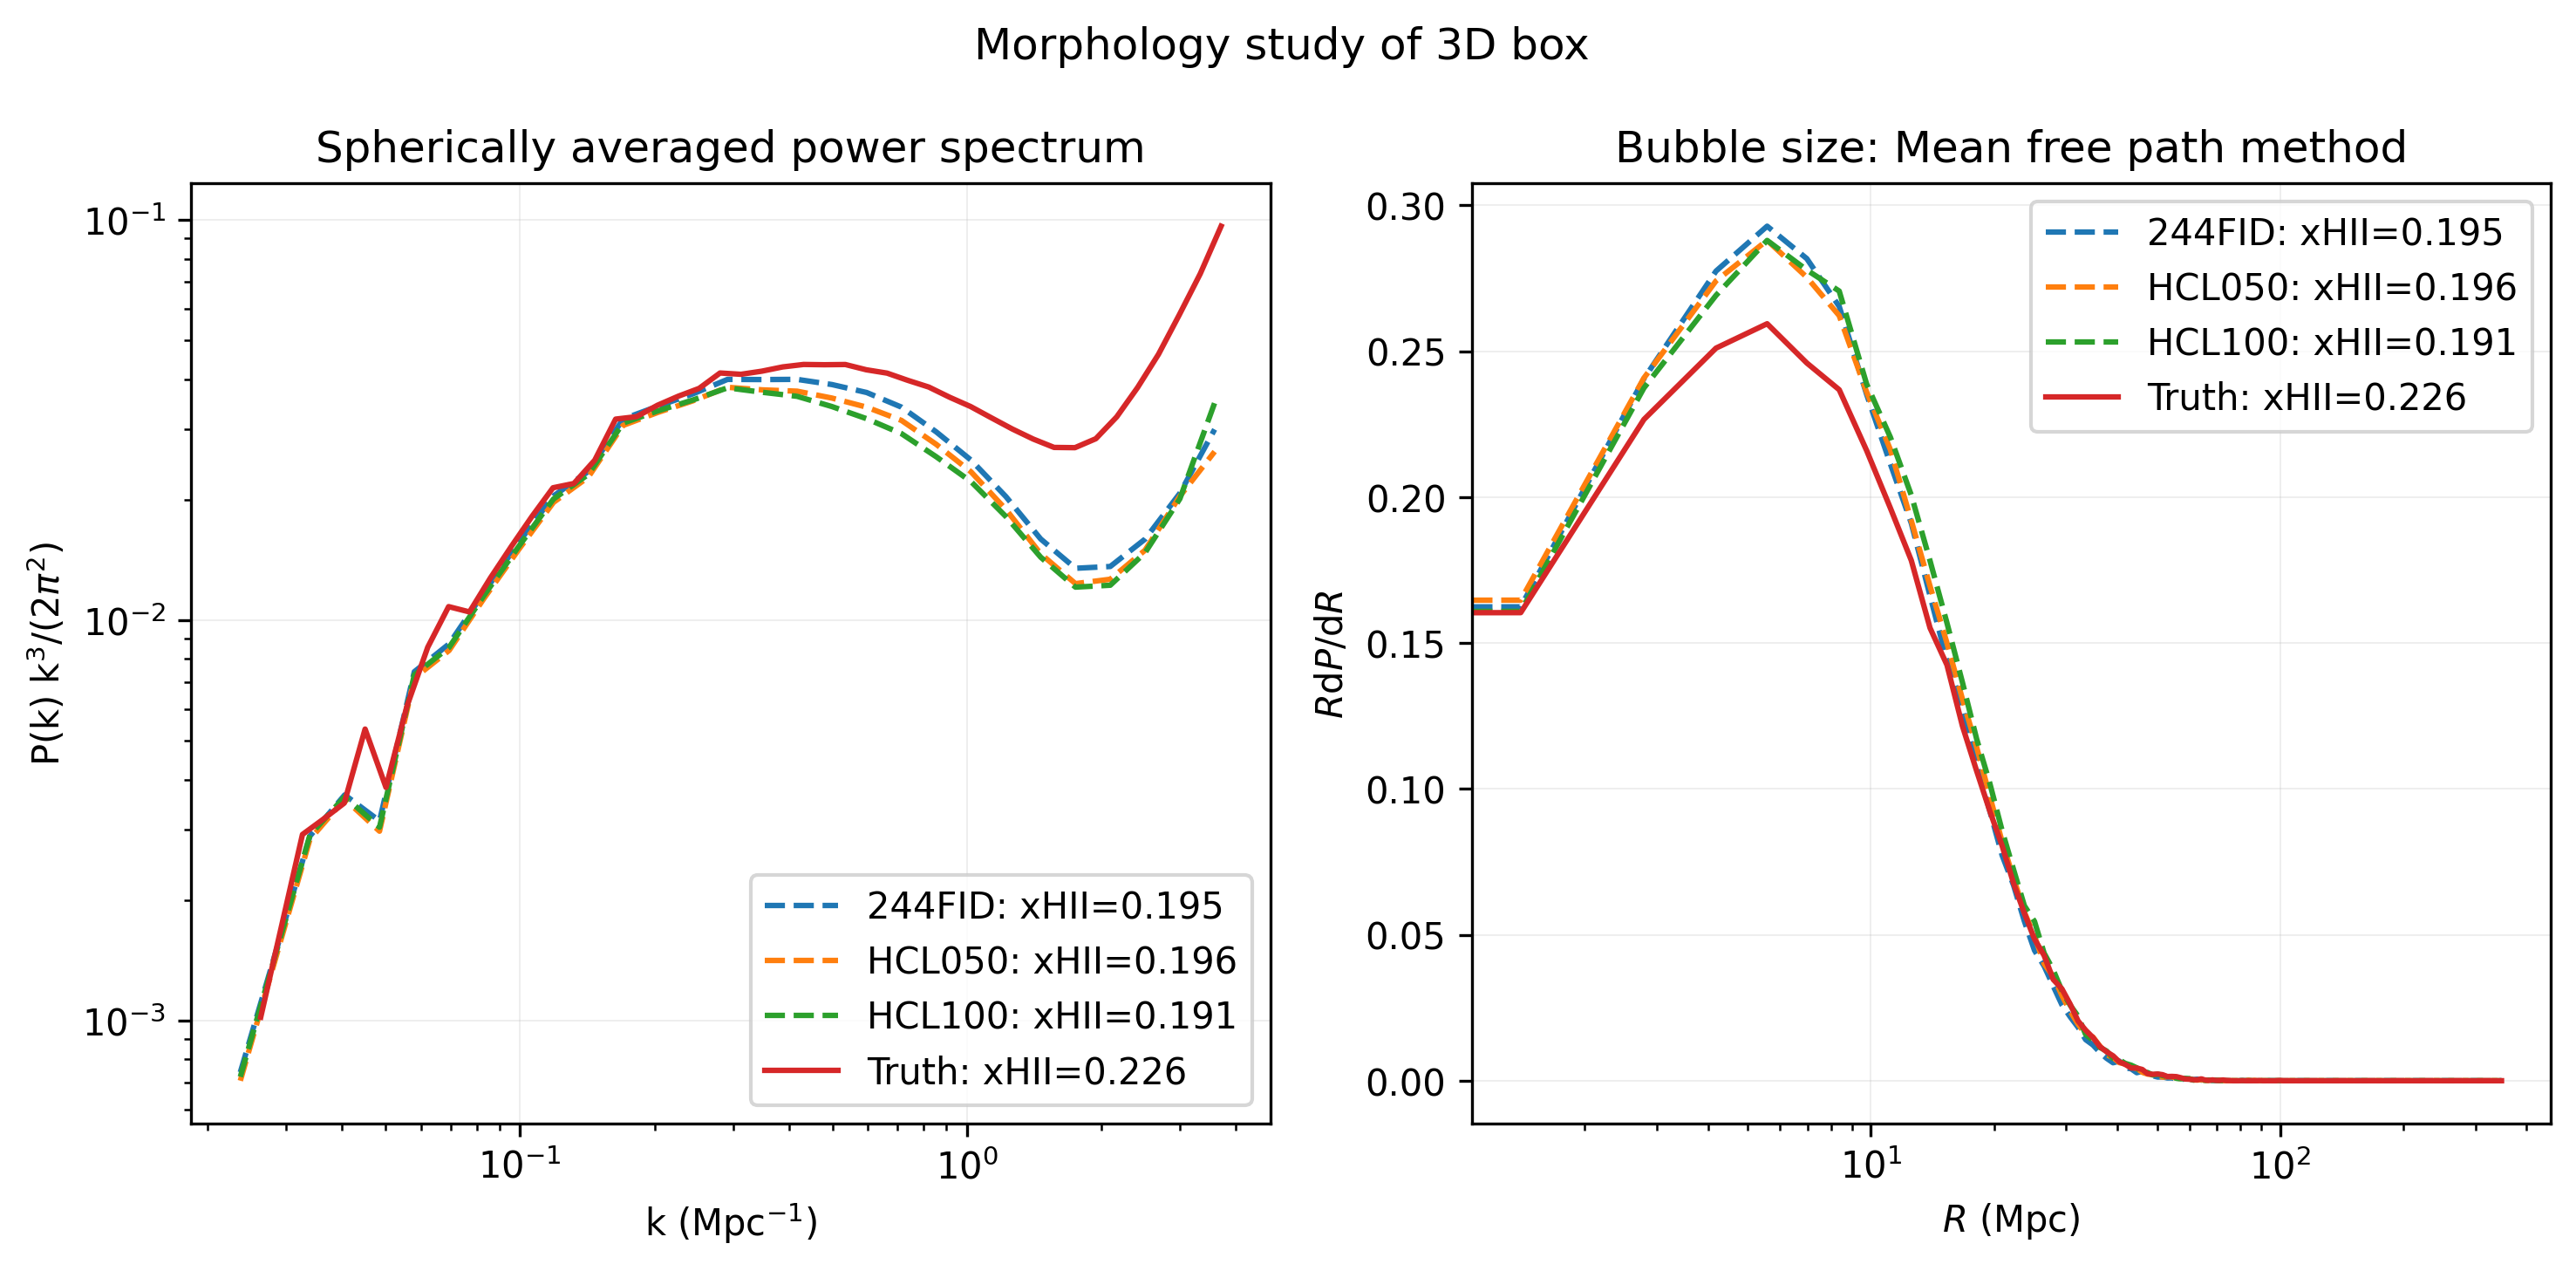 Morphology study of 3D box
Spherically averaged power spectrum
P(k) k³/(2π²)
10⁻¹
10⁻²
10⁻³
10⁻¹
10⁰
k (Mpc⁻¹)
244FID: xHII=0.195
HCL050: xHII=0.196
HCL100: xHII=0.191
Truth: xHII=0.226
Bubble size: Mean free path method
RdP/dR
0.30
0.25
0.20
0.15
0.10
0.05
0.00
10¹
10²
R (Mpc)
244FID: xHII=0.195
HCL050: xHII=0.196
HCL100: xHII=0.191
Truth: xHII=0.226